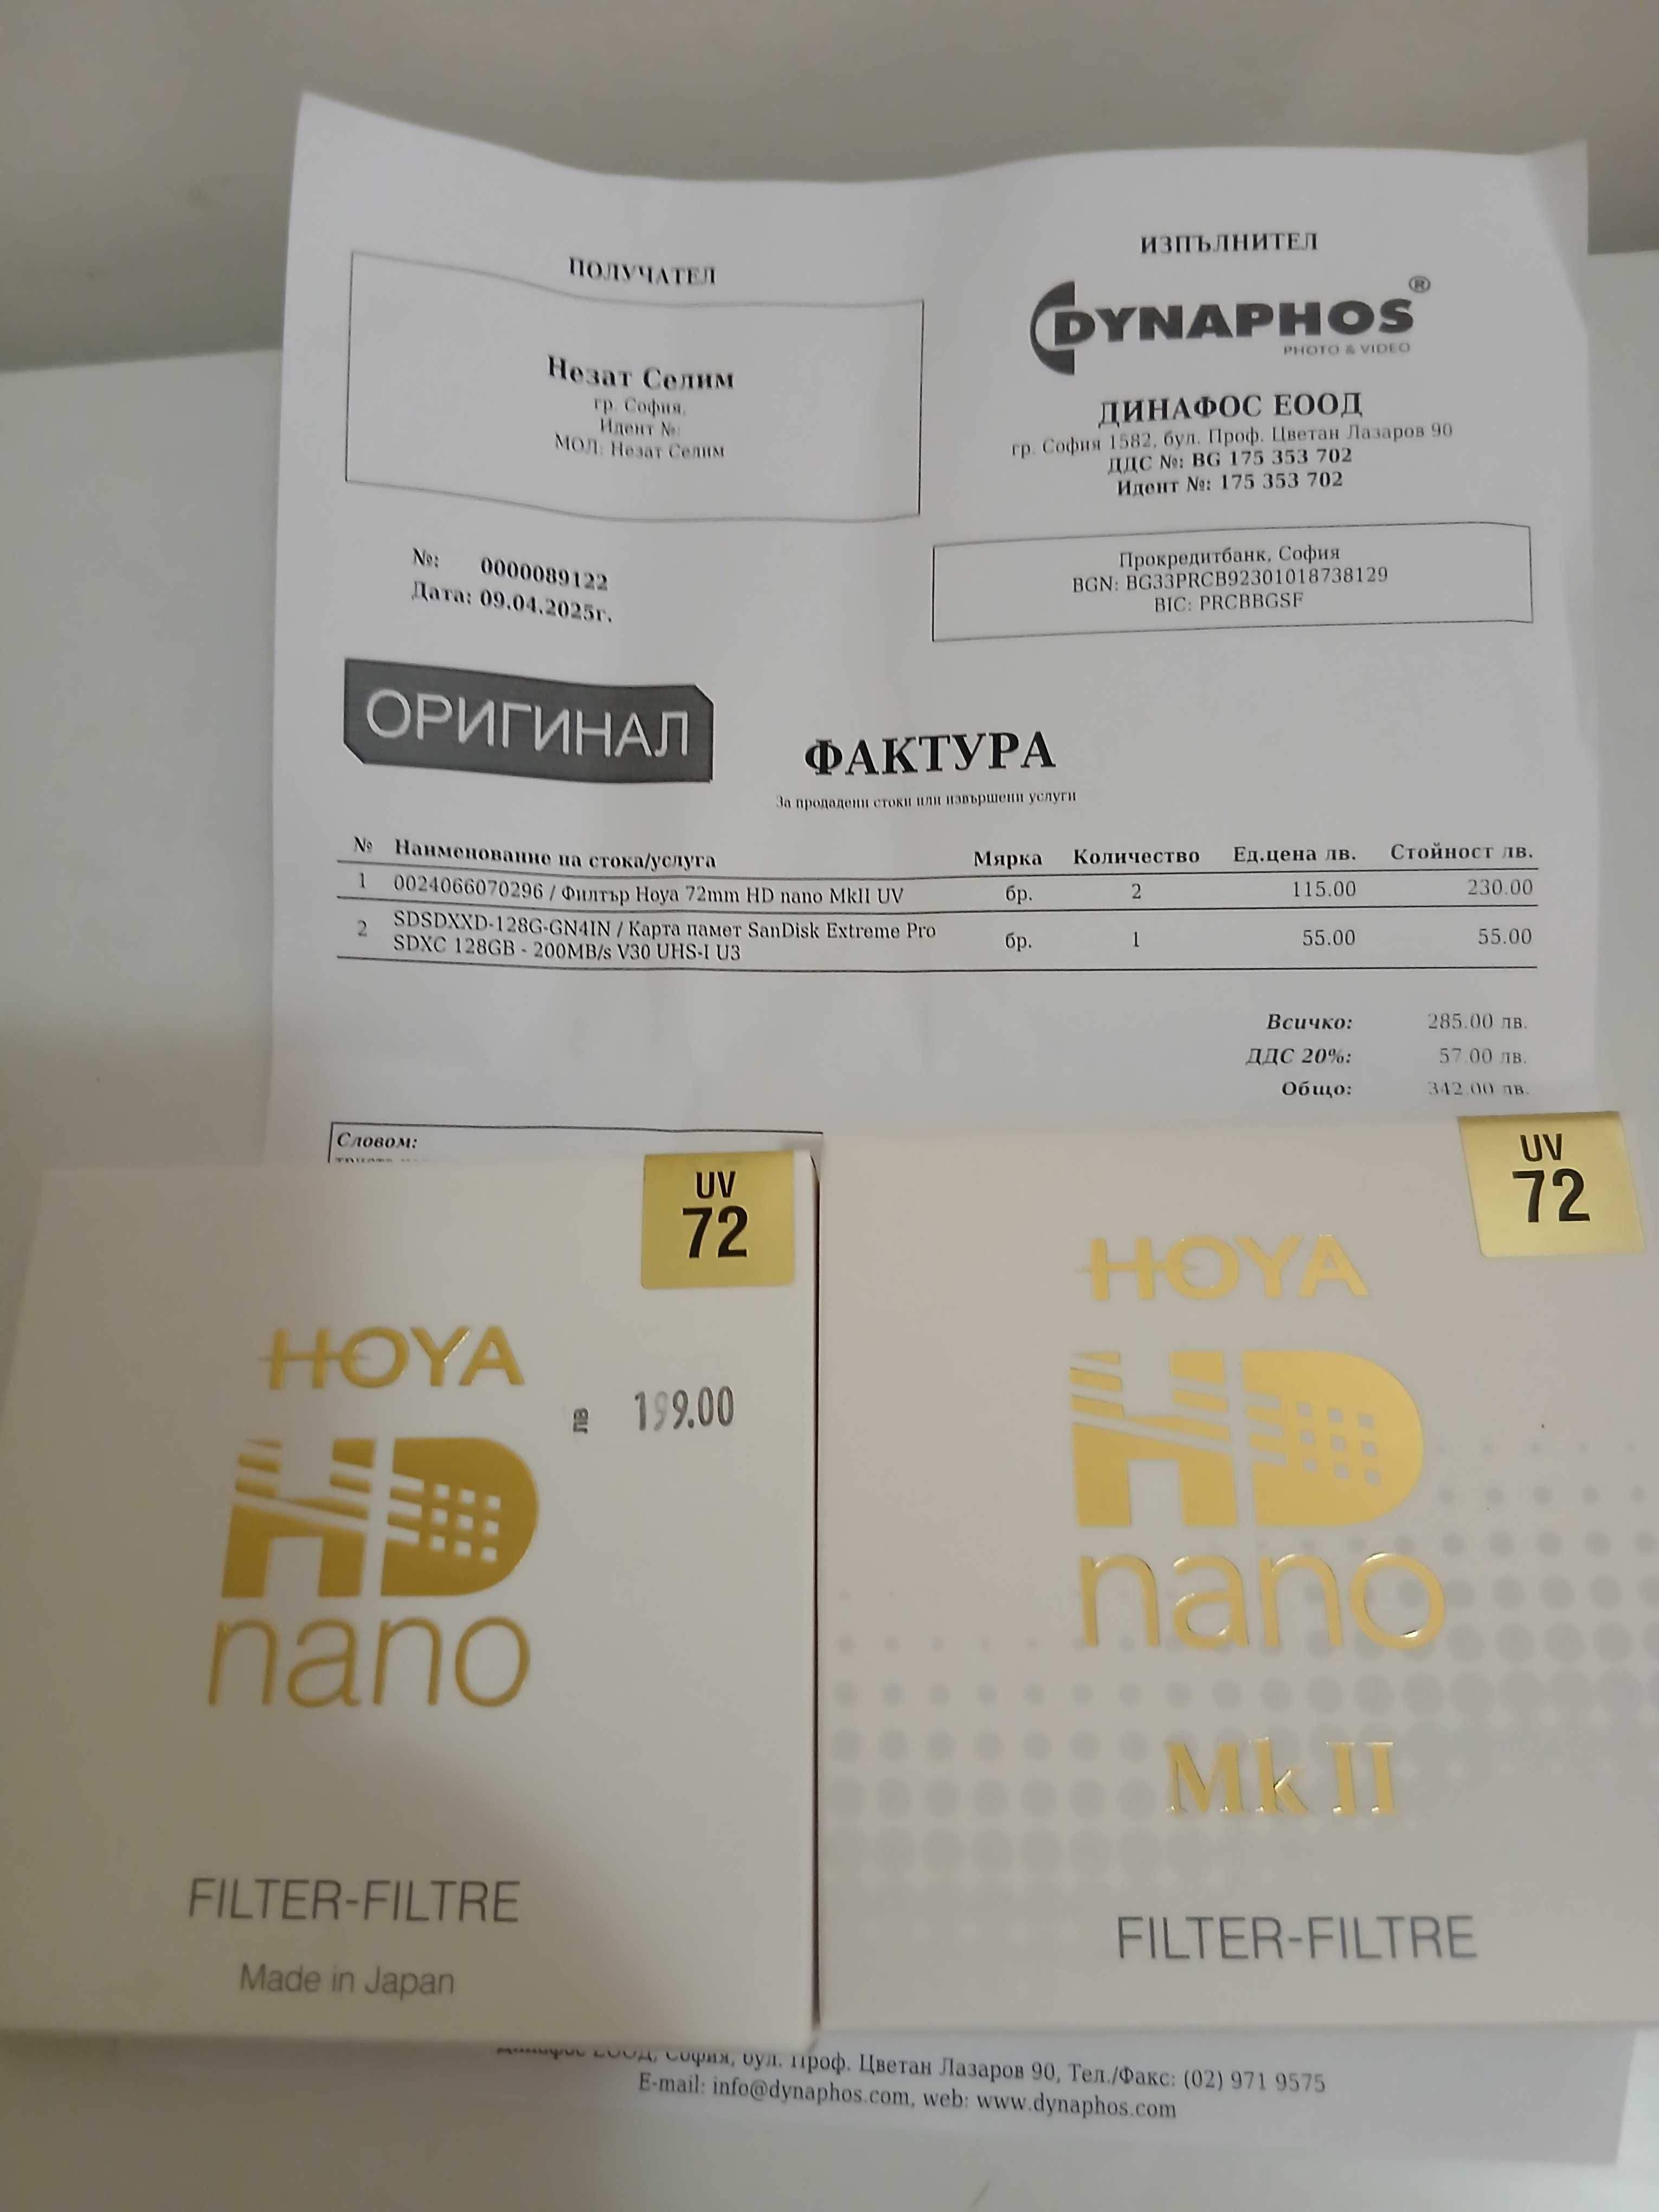 ПОЛУЧАТЕЛ
Незат Селим
гр. София,
Идент №:
МОЛ: Незат Селим
ИЗПЪЛНИТЕЛ
DYNAPHOS®
PHOTO & VIDEO
ДИНАФОС ЕООД
гр. София 1582, бул. Проф. Цветан Лазаров 90
ДДС №: BG 175 353 702
Идент №: 175 353 702
№: 0000089122
Дата: 09.04.2025г.
Прокредитбанк, София
BGN: BG33PRCB92301018738129
BIC: PRCBBGSF
ОРИГИНАЛ
ФАКТУРА
За продадени стоки или извършени услуги
№ Наименование на стока/услуга Мярка Количество Ед.цена лв. Стойност лв.
1 0024066070296 / Филтър Hoya 72mm HD nano MkII UV бр. 2 115.00 230.00
2 SDSDXXD-128G-GN4IN / Карта памет SanDisk Extreme Pro
SDXC 128GB - 200MB/s V30 UHS-I U3 бр. 1 55.00 55.00
Всичко: 285.00 лв.
ДДС 20%: 57.00 лв.
Общо: 342.00 лв.
Словом:
UV
72
HOYA
лв 199.00
HD
nano
FILTER-FILTRE
Made in Japan
UV
72
HOYA
HD
nano
Mk II
FILTER-FILTRE
ЕООД, София, бул. Проф. Цветан Лазаров 90, Тел./Факс: (02) 971 9575
E-mail: info@dynaphos.com, web: www.dynaphos.com